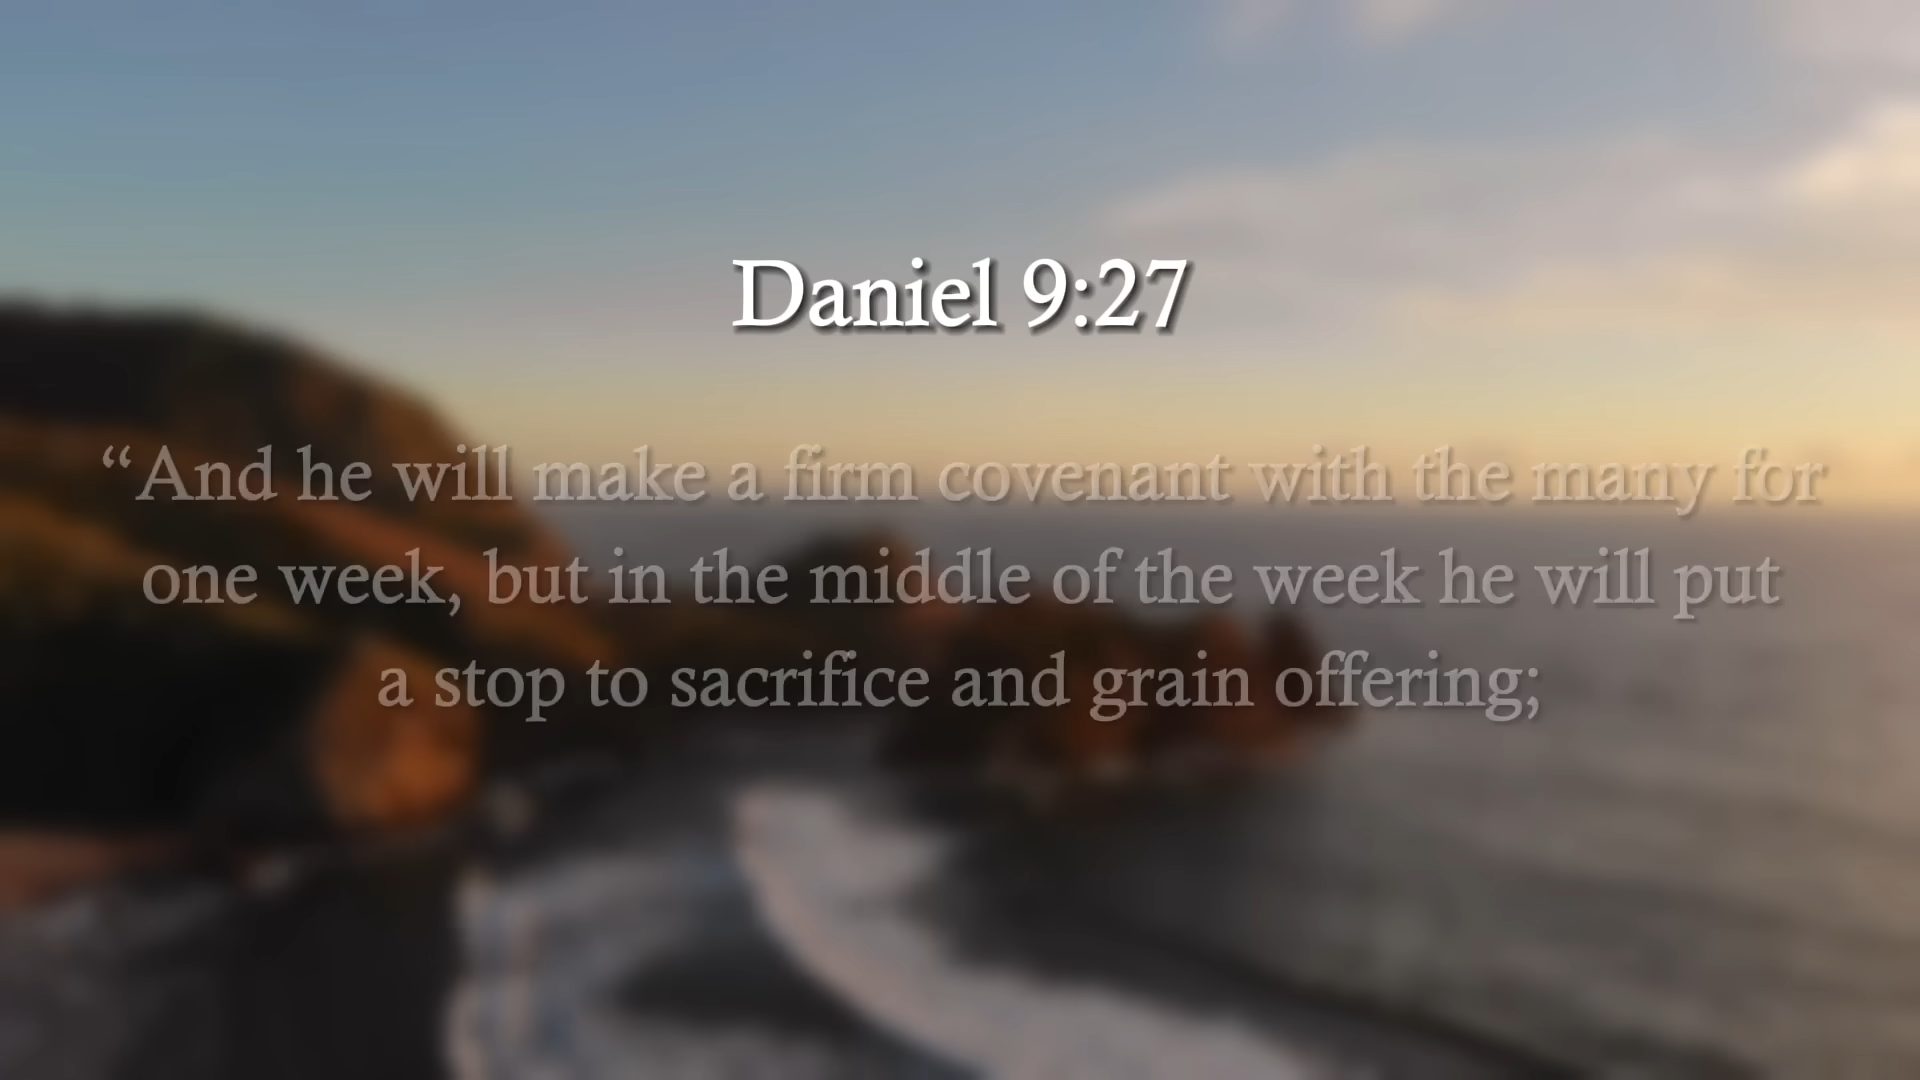 Daniel 9:27
“And he will make a firm covenant with the many for
one week, but in the middle of the week he will put
a stop to sacrifice and grain offering;